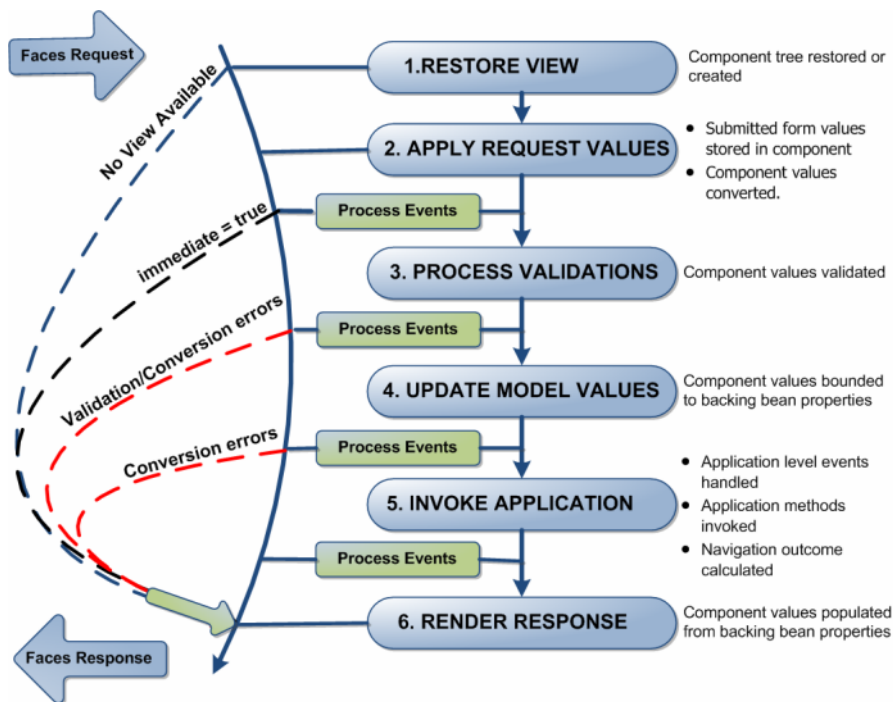 Faces Request
1.RESTORE VIEW
Component tree restored or
created
No View Available
2. APPLY REQUEST VALUES
• Submitted form values
stored in component
• Component values
converted.
immediate = true
Process Events
3. PROCESS VALIDATIONS
Component values validated
Validation/Conversion errors
Process Events
4. UPDATE MODEL VALUES
Component values bounded
to backing bean properties
Conversion errors
Process Events
5. INVOKE APPLICATION
• Application level events
handled
• Application methods
invoked
• Navigation outcome
calculated
Process Events
6. RENDER RESPONSE
Component values populated
from backing bean properties
Faces Response